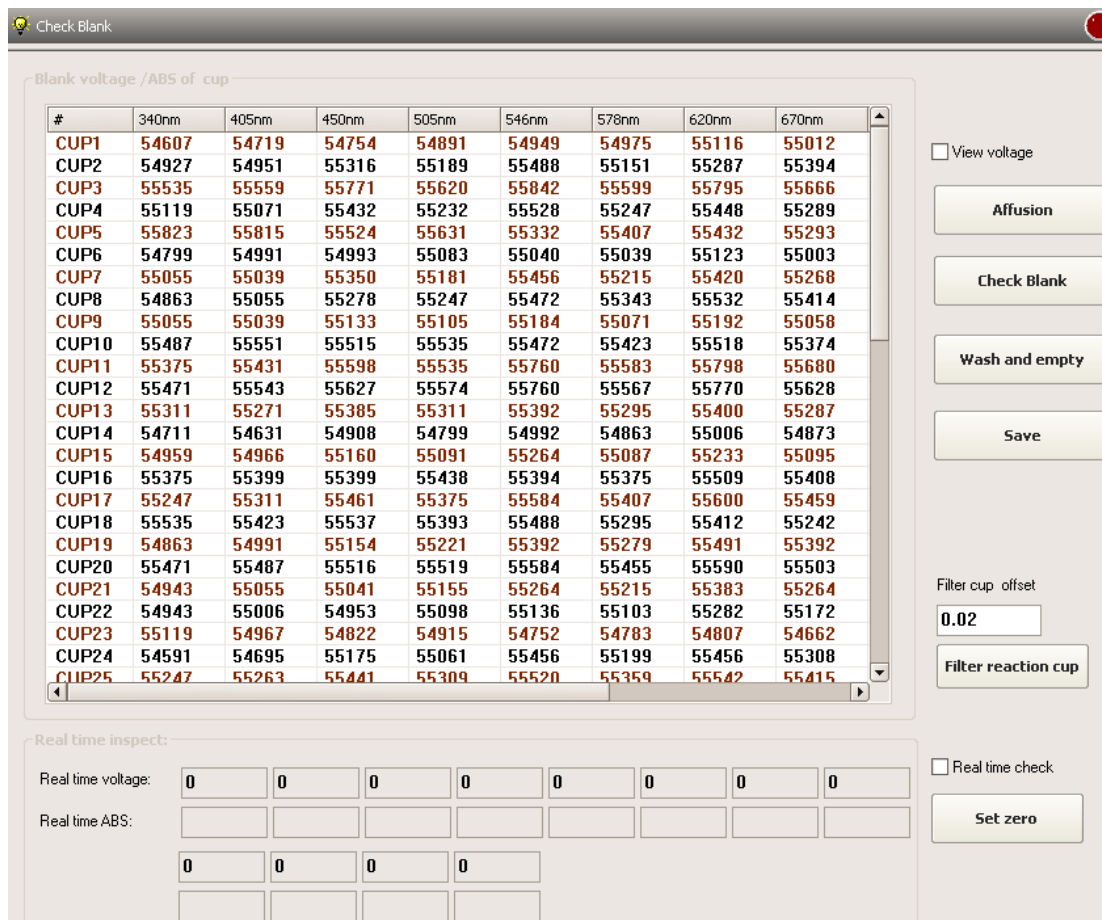 Check Blank
Blank voltage /ABS of cup
# 340nm 405nm 450nm 505nm 546nm 578nm 620nm 670nm
CUP1 54607 54719 54754 54891 54949 54975 55116 55012
CUP2 54927 54951 55316 55189 55488 55151 55287 55394
CUP3 55535 55559 55771 55620 55842 55599 55795 55666
CUP4 55119 55071 55432 55232 55528 55247 55448 55289
CUP5 55823 55815 55524 55631 55332 55407 55432 55293
CUP6 54799 54991 54993 55083 55040 55039 55123 55003
CUP7 55055 55039 55350 55181 55456 55215 55420 55268
CUP8 54863 55055 55278 55247 55472 55343 55532 55414
CUP9 55055 55039 55133 55105 55184 55071 55192 55058
CUP10 55487 55551 55515 55535 55472 55423 55518 55374
CUP11 55375 55431 55598 55535 55760 55583 55798 55680
CUP12 55471 55543 55627 55574 55760 55567 55770 55628
CUP13 55311 55271 55385 55311 55392 55295 55400 55287
CUP14 54711 54631 54908 54799 54992 54863 55006 54873
CUP15 54959 54966 55160 55091 55264 55087 55233 55095
CUP16 55375 55399 55399 55438 55394 55375 55509 55408
CUP17 55247 55311 55461 55375 55584 55407 55600 55459
CUP18 55535 55423 55537 55393 55488 55295 55412 55242
CUP19 54863 54991 55154 55221 55392 55279 55491 55392
CUP20 55471 55487 55516 55519 55584 55455 55590 55503
CUP21 54943 55055 55041 55155 55264 55215 55383 55264
CUP22 54943 55006 54953 55098 55136 55103 55282 55172
CUP23 55119 54967 54822 54915 54752 54783 54807 54662
CUP24 54591 54695 55175 55061 55456 55199 55456 55308
CUP25 55247 55263 55441 55309 55520 55359 55542 55415
View voltage
Affusion
Check Blank
Wash and empty
Save
Filter cup offset
0.02
Filter reaction cup
Real time inspect:
Real time voltage: 0 0 0 0 0 0 0 0
Real time ABS:
0 0 0 0
Real time check
Set zero